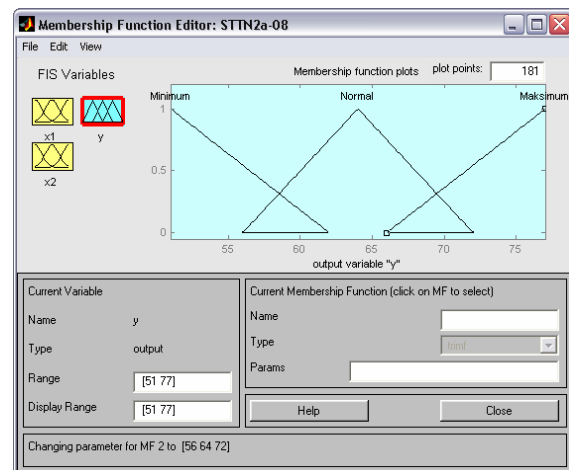 Membership Function Editor: STTN2a-08
File Edit View
FIS Variables
Membership function plots plot points: 181
Minimum Normal Maksimum
x1 y
x2
1
0.5
0
55 60 65 70 75
output variable "y"
Current Variable
Name y
Type output
Range [51 77]
Display Range [51 77]
Current Membership Function (click on MF to select)
Name
Type trimf
Params
Help Close
Changing parameter for MF 2 to [56 64 72]